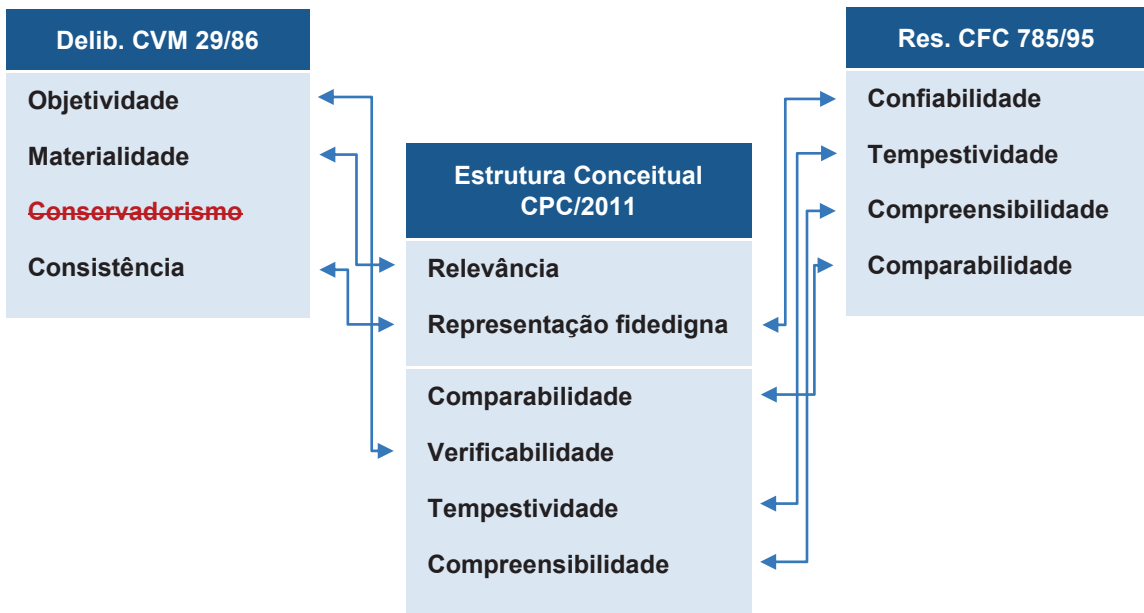 Delib. CVM 29/86
Objetividade
Materialidade
Conservadorismo
Consistência
Estrutura Conceitual
CPC/2011
Relevância
Representação fidedigna
Comparabilidade
Verificabilidade
Tempestividade
Compreensibilidade
Res. CFC 785/95
Confiabilidade
Tempestividade
Compreensibilidade
Comparabilidade